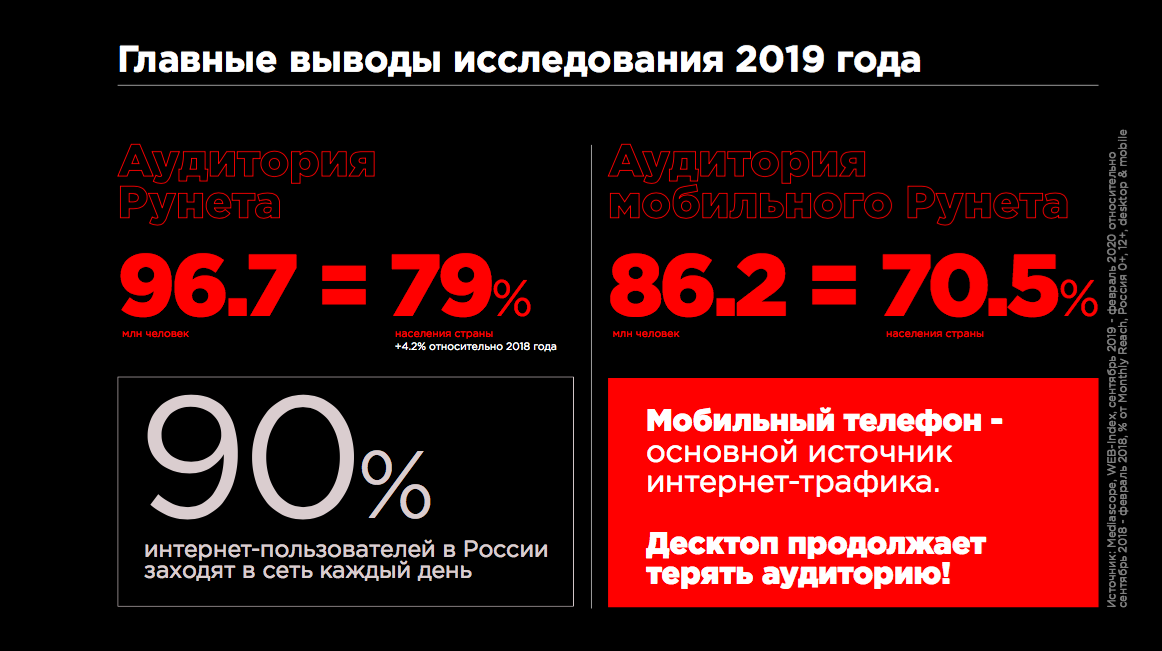 Главные выводы исследования 2019 года
Аудитория
Рунета
96.7 = 79%
млн человек населения страны
+4.2% относительно 2018 года
90%
интернет-пользователей в России
заходят в сеть каждый день
Аудитория
мобильного Рунета
86.2 = 70.5%
млн человек населения страны
Мобильный телефон -
основной источник
интернет-трафика.
Десктоп продолжает
терять аудиторию!
Источник: Mediascope, WEB-Index, сентябрь 2019 - февраль 2020 относительно
сентябрь 2018 - февраль 2018, % от Monthly Reach, Россия 0+, 12+, desktop & mobile